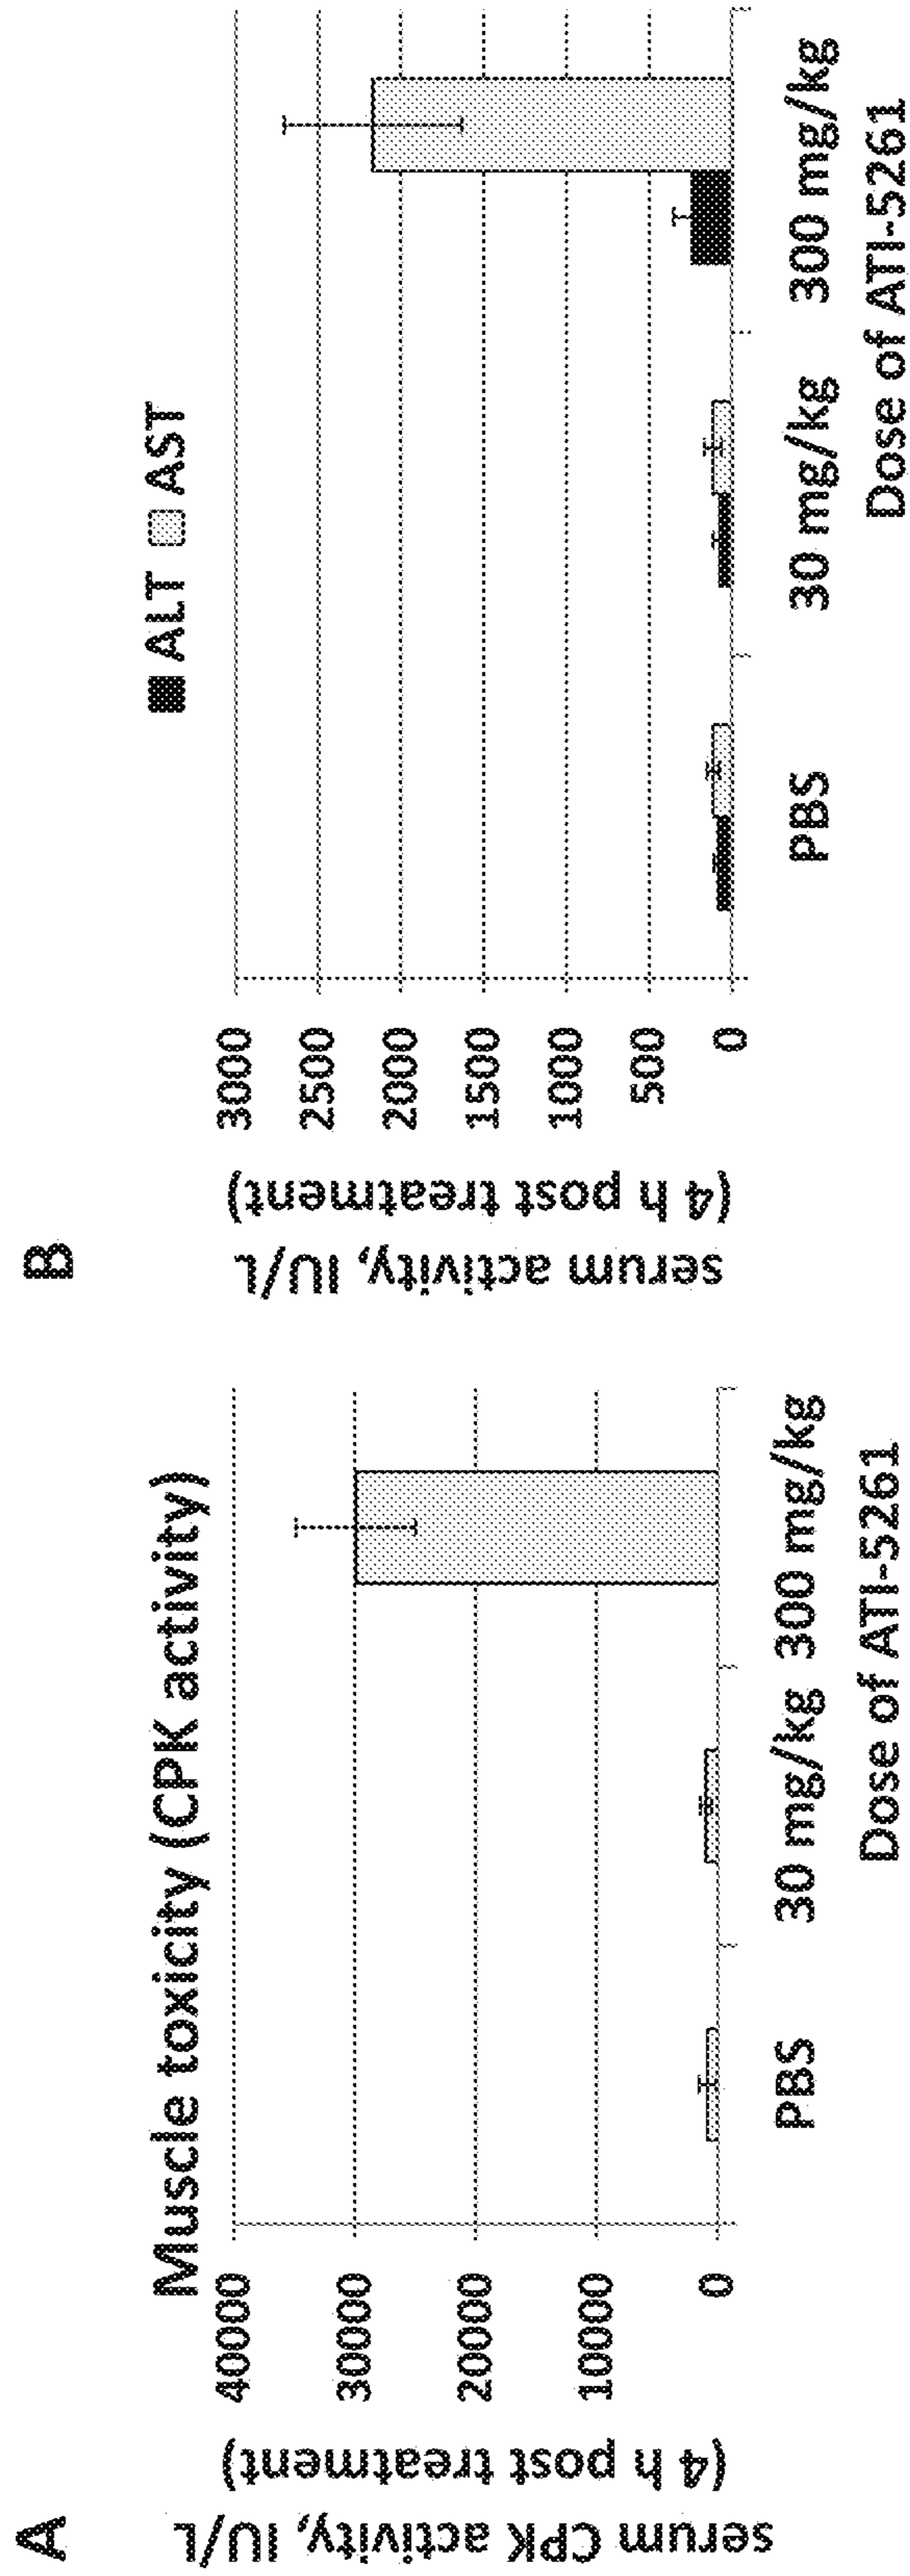 A
Muscle toxicity (CPK activity)
serum CPK activity, IU/L
(4 h post treatment)
40000
30000
20000
10000
0
PBS
30 mg/kg
300 mg/kg
Dose of ATI-5261
B
ALT
AST
serum activity, IU/L
(4 h post treatment)
3000
2500
2000
1500
1000
500
0
PBS
30 mg/kg
300 mg/kg
Dose of ATI-5261